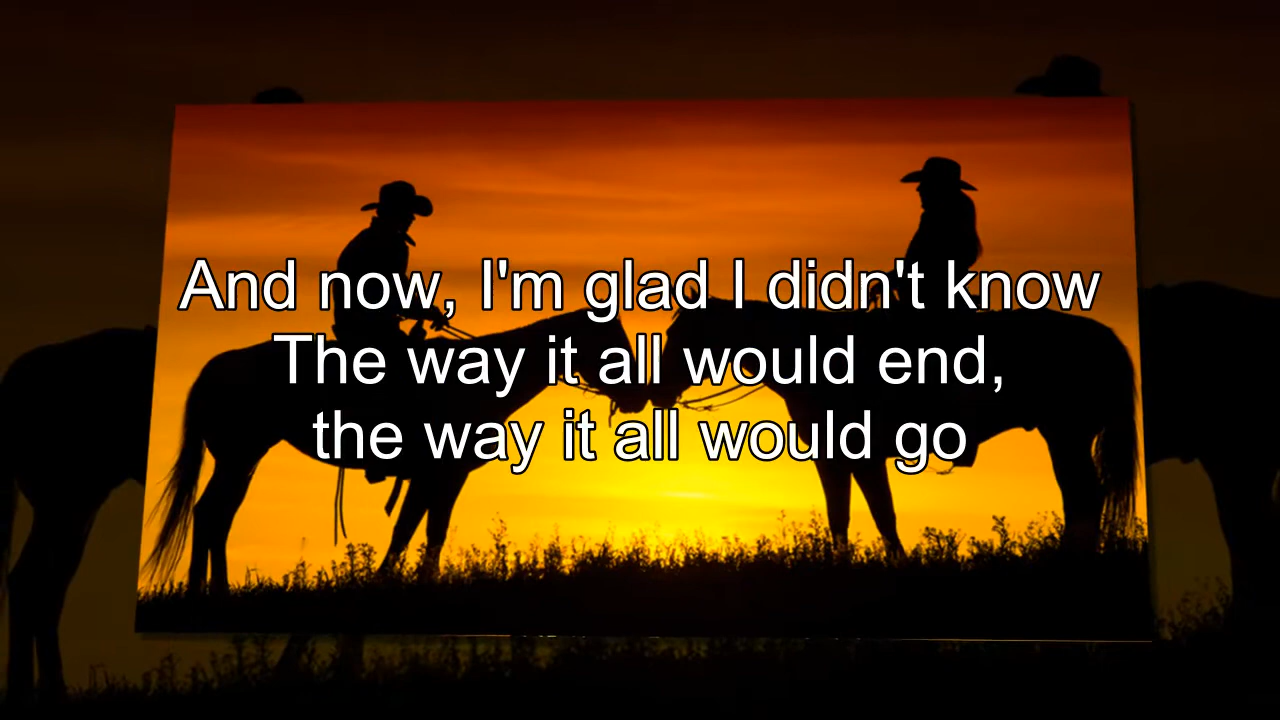 And now, I'm glad I didn't know
The way it all would end,
the way it all would go